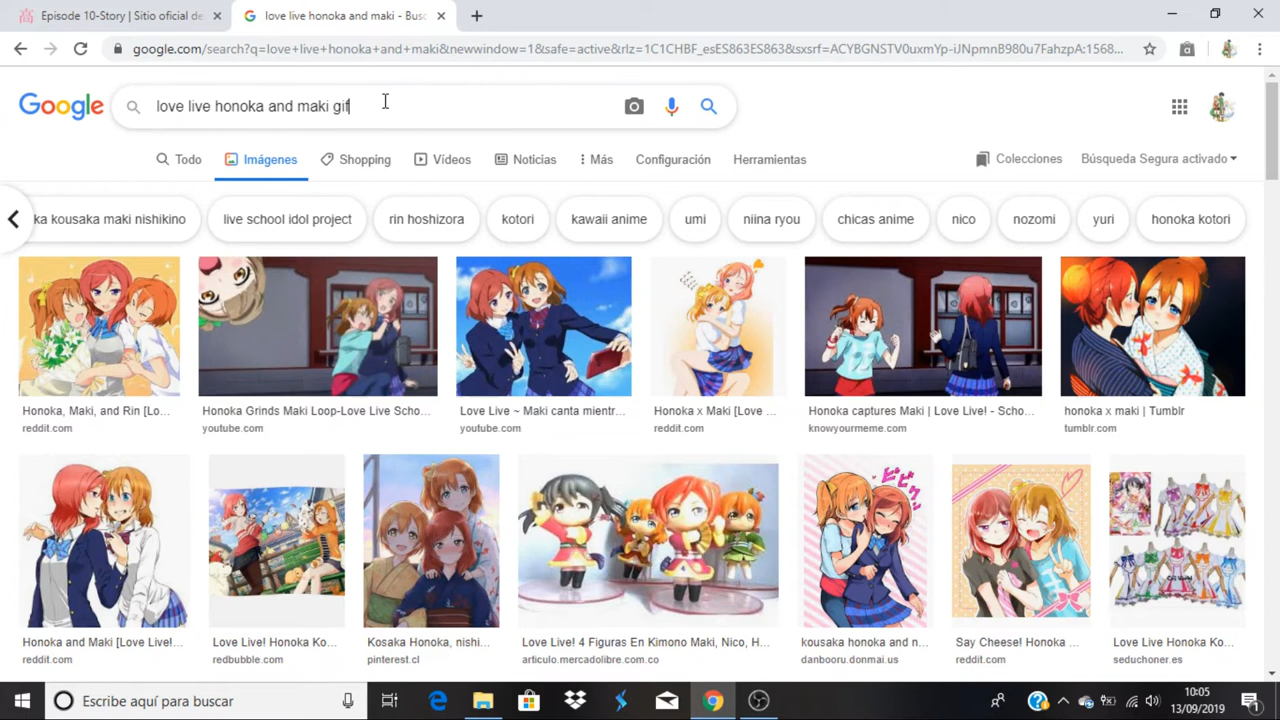 Episode 10-Story | Sitio oficial de
love live honoka and maki - Bus
google.com/search?q=love+live+honoka+and+maki&newwindow=1&safe=active&rlz=1C1CHBF_esES863ES863&sxsrf=ACYBGNSTV0uxmYp-iJNpmnB980u7FahzpA:1568...
Google
love live honoka and maki gif
Todo
Imágenes
Shopping
Vídeos
Noticias
Más
Configuración
Herramientas
Colecciones
Búsqueda Segura activado
ka kousaka maki nishikino
live school idol project
rin hoshizora
kotori
kawaii anime
umi
niina ryou
chicas anime
nico
nozomi
yuri
honoka kotori
Honoka, Maki, and Rin [Lo...
reddit.com
Honoka Grinds Maki Loop-Love Live Scho...
youtube.com
Love Live ~ Maki canta mientr...
youtube.com
Honoka x Maki [Love ...
reddit.com
Honoka captures Maki | Love Live! - Scho...
knowyourmeme.com
honoka x maki | Tumblr
tumblr.com
Honoka and Maki [Love Live!...
reddit.com
Love Live! Honoka Ko...
redbubble.com
Kosaka Honoka, nishi...
pinterest.cl
Love Live! 4 Figuras En Kimono Maki, Nico, H...
articulo.mercadolibre.com.co
kousaka honoka and n...
danbooru.donmai.us
Say Cheese! Honoka ...
reddit.com
Love Live Honoka Ko...
seduchoner.es
Escribe aquí para buscar
10:05
13/09/2019